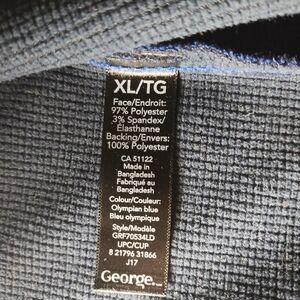 XL/TG
Face/Endroit:
97% Polyester
3% Spandex/
Élasthanne
Backing/Envers:
100% Polyester
CA 51122
Made in
Bangladesh
Fabriqué au
Bangladesh
Colour/Couleur:
Olympian blue
Bleu olympique
Style/Modèle
GRF70534LD
UPC/CUP
8 21796 31866
J17
George